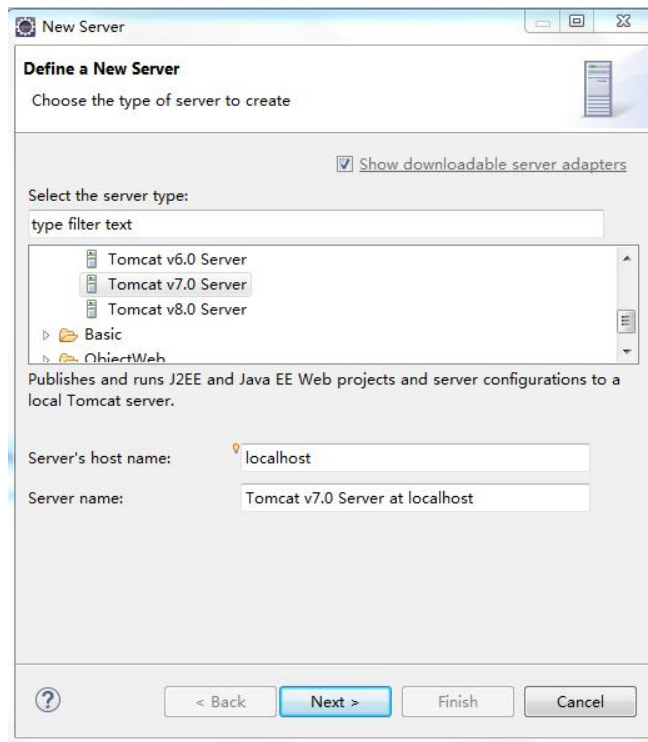 New Server
Define a New Server
Choose the type of server to create
Show downloadable server adapters
Select the server type:
type filter text
Tomcat v6.0 Server
Tomcat v7.0 Server
Tomcat v8.0 Server
Basic
ObjectWeb
Publishes and runs J2EE and Java EE Web projects and server configurations to a
local Tomcat server.
Server's host name: localhost
Server name: Tomcat v7.0 Server at localhost
? < Back Next > Finish Cancel